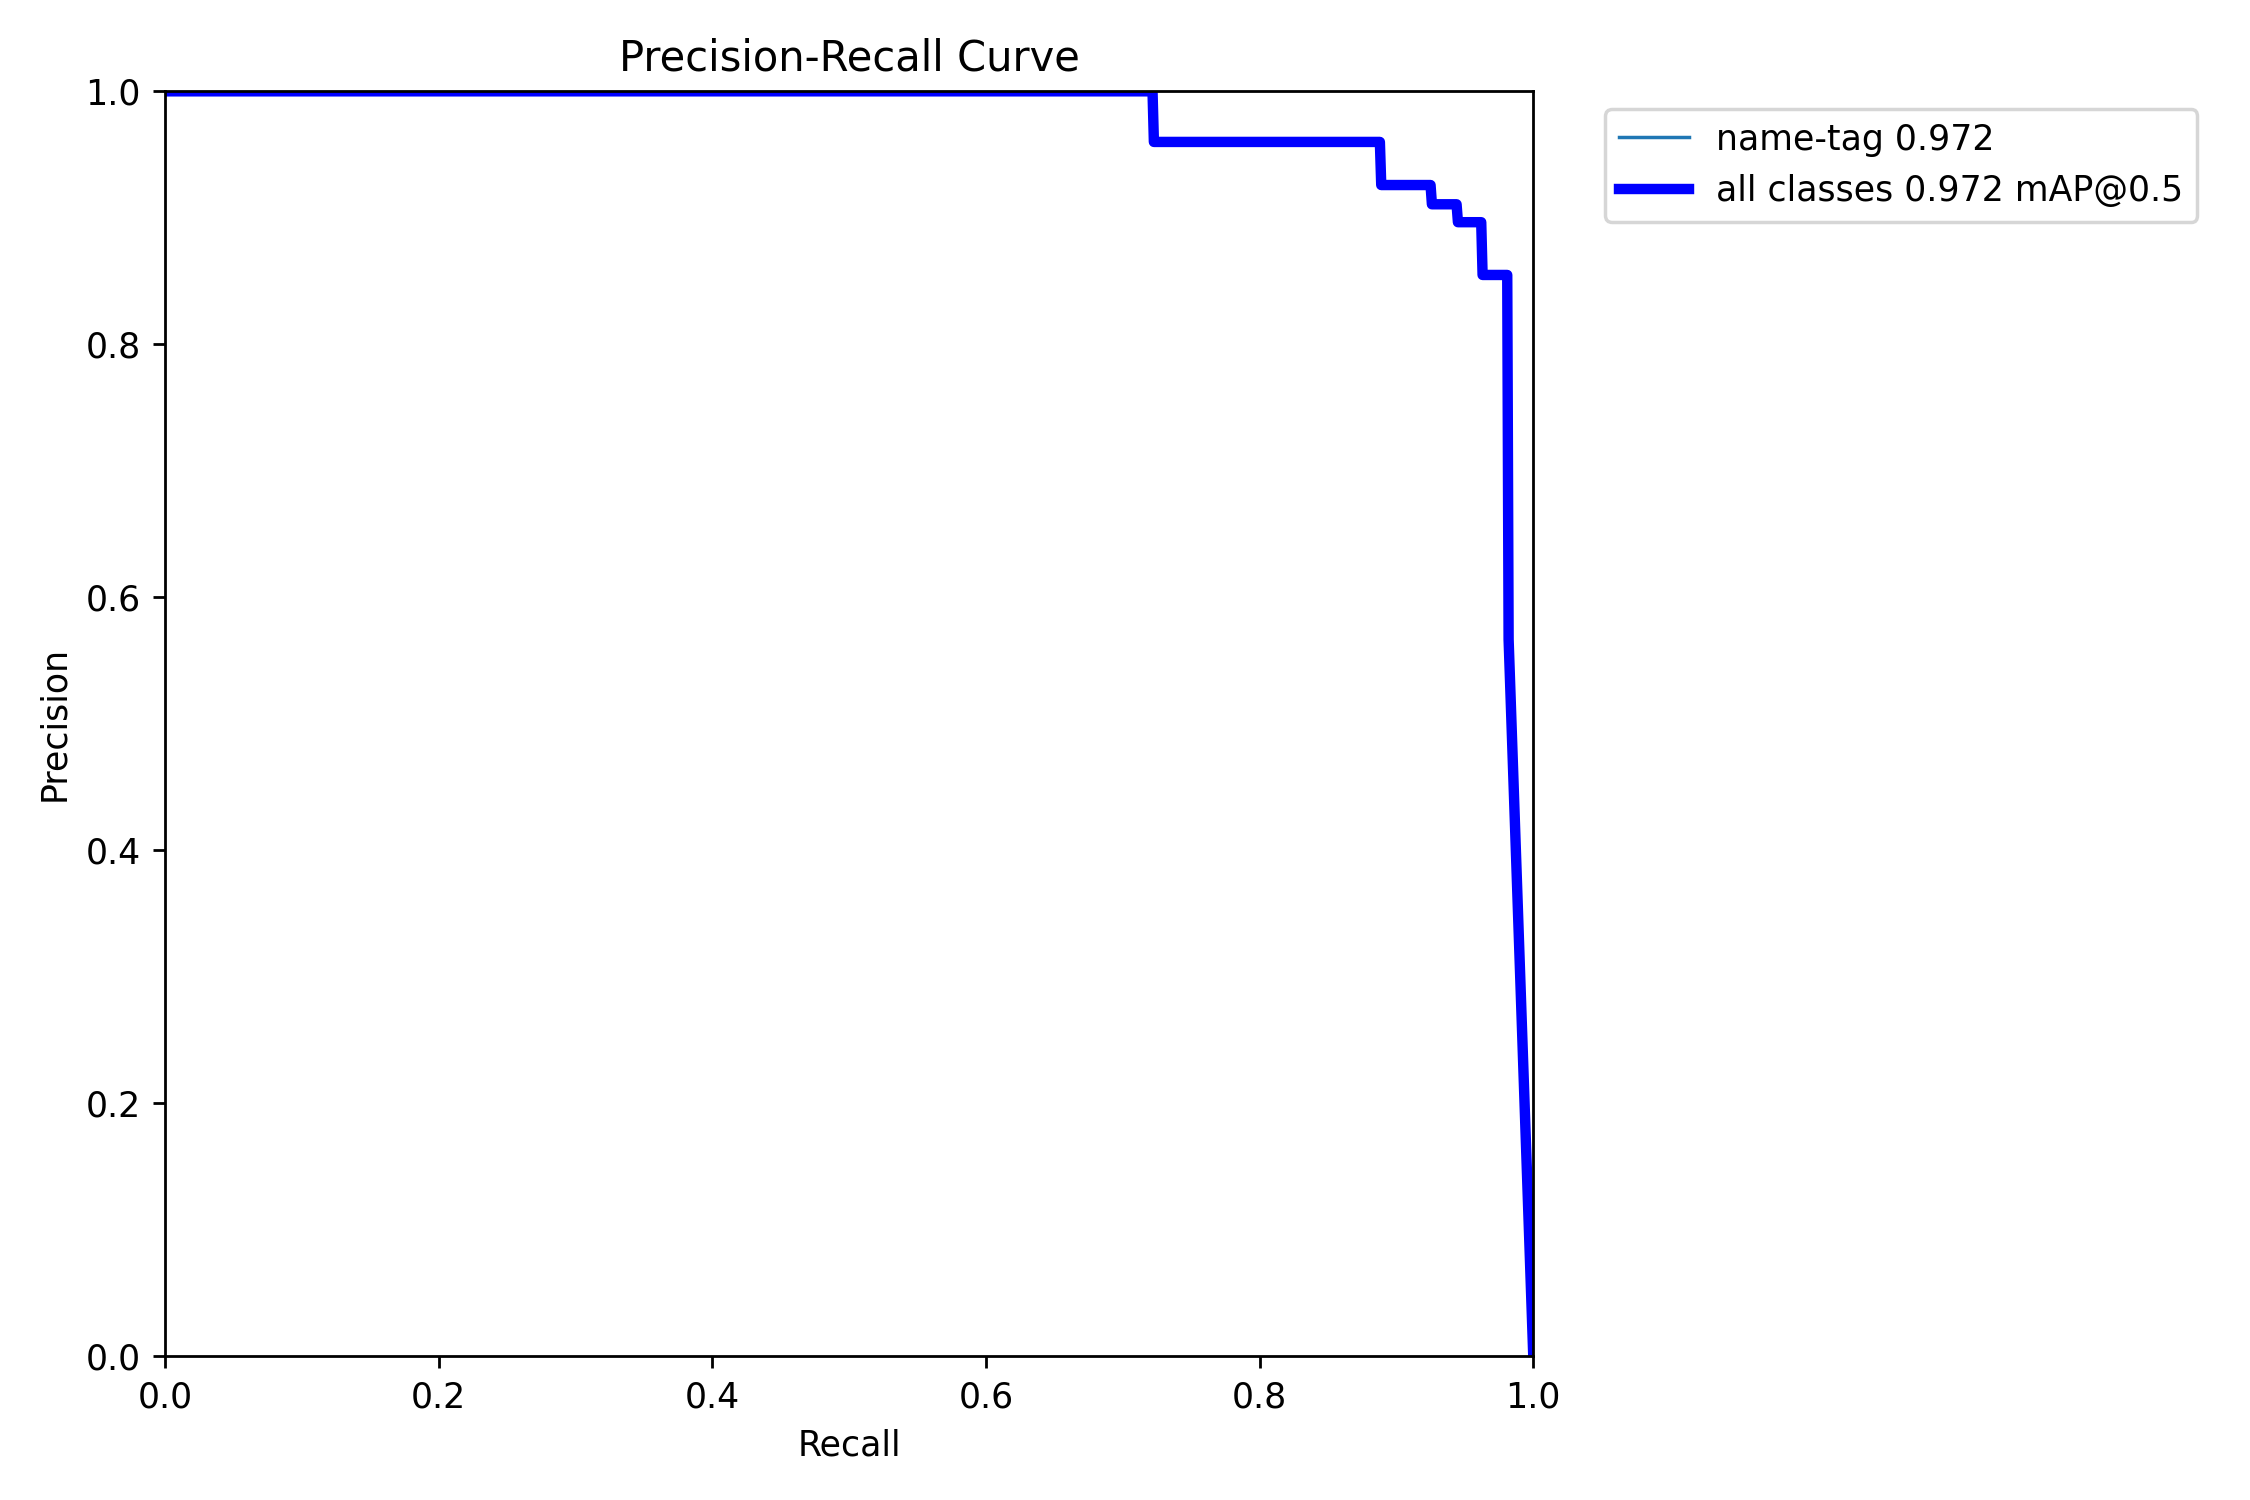 Precision-Recall Curve
name-tag 0.972
all classes 0.972 mAP@0.5
1.0
0.8
0.6
0.4
0.2
0.0
Precision
0.0 0.2 0.4 0.6 0.8 1.0
Recall